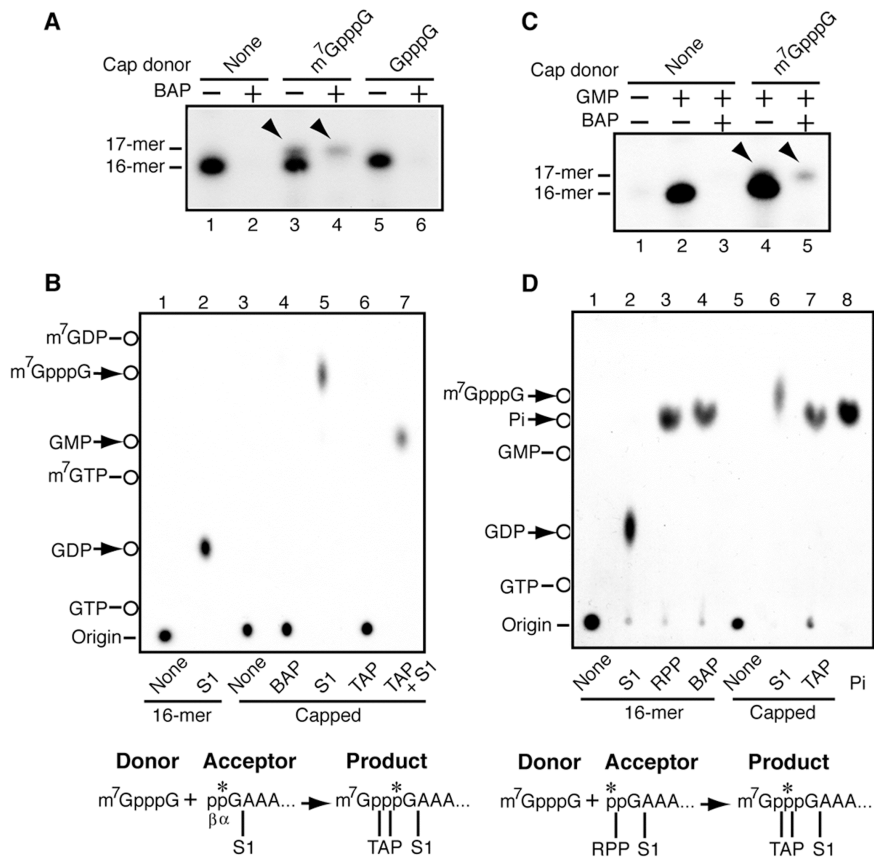 A
Cap donor None m⁷GpppG GpppG
BAP − + − + − +
17-mer
16-mer
1 2 3 4 5 6
C
Cap donor None m⁷GpppG
GMP − + + + +
BAP − − + − +
17-mer
16-mer
1 2 3 4 5
B
1 2 3 4 5 6 7
m⁷GDP
m⁷GpppG
GMP
m⁷GTP
GDP
GTP
Origin
None S1 None BAP S1 TAP TAP + S1
16-mer Capped
Donor Acceptor Product
*
*
m⁷GpppG + ppGAAA... m⁷GpppGAAA...
β α
S1 TAP S1
D
1 2 3 4 5 6 7 8
m⁷GpppG
Pi
GMP
GDP
GTP
Origin
None S1 RPP BAP None S1 TAP Pi
16-mer Capped
Donor Acceptor Product
*
*
m⁷GpppG + ppGAAA... m⁷GpppGAAA...
RPP S1 TAP S1